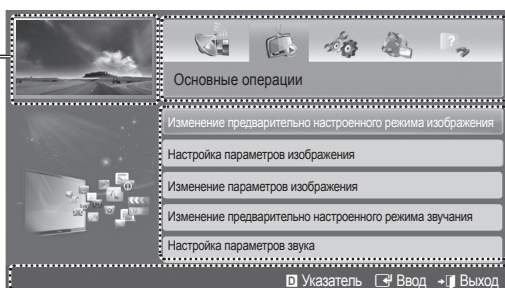 Основные операции
Изменение предварительно настроенного режима изображения
Настройка параметров изображения
Изменение параметров изображения
Изменение предварительно настроенного режима звучания
Настройка параметров звука
D Указатель Ввод Выход